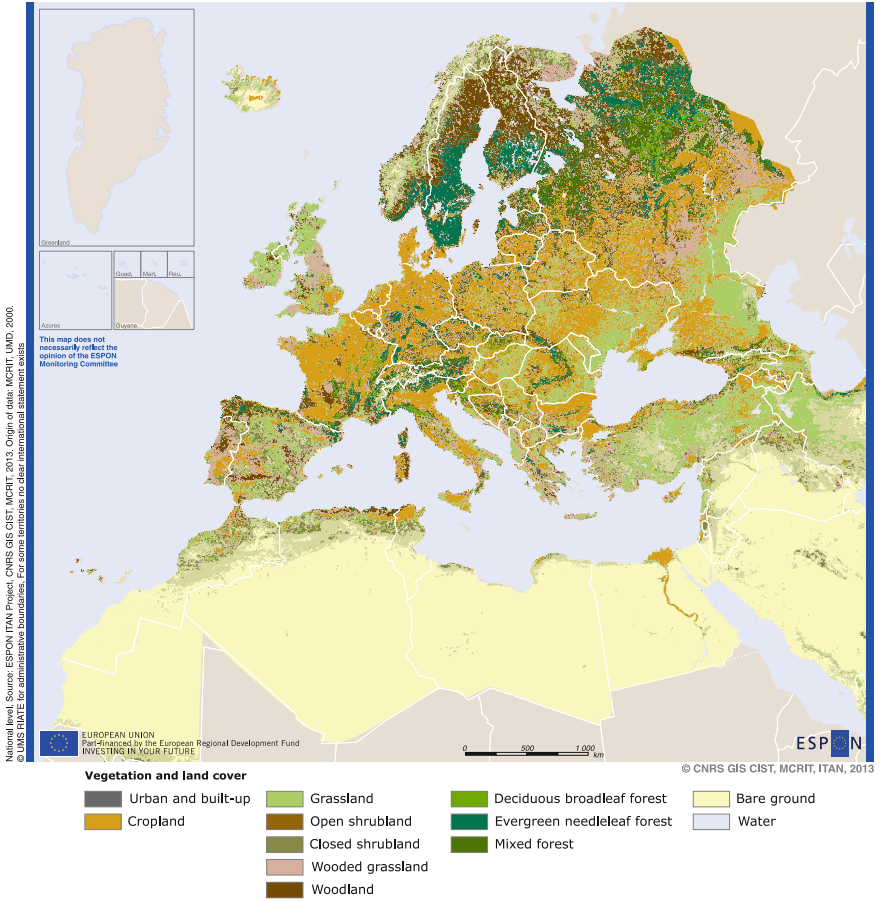 Greenland
Azores
Guad.
Mart.
Reu.
Guyane
This map does not
necessarily reflect the
opinion of the ESPON
Monitoring Committee
National level, Source: ESPON ITAN Project, CNRS GIS CIST, MCRIT, 2013. Origin of data: MCRIT, UMD, 2000.
© UMS RIATE for administrative boundaries. For some territories no clear international statement exists
EUROPEAN UNION
Part-financed by the European Regional Development Fund
INVESTING IN YOUR FUTURE
0 500 1 000
km
ESPON
© CNRS GIS CIST, MCRIT, ITAN, 2013
Vegetation and land cover
Urban and built-up
Cropland
Grassland
Open shrubland
Closed shrubland
Wooded grassland
Woodland
Deciduous broadleaf forest
Evergreen needleleaf forest
Mixed forest
Bare ground
Water